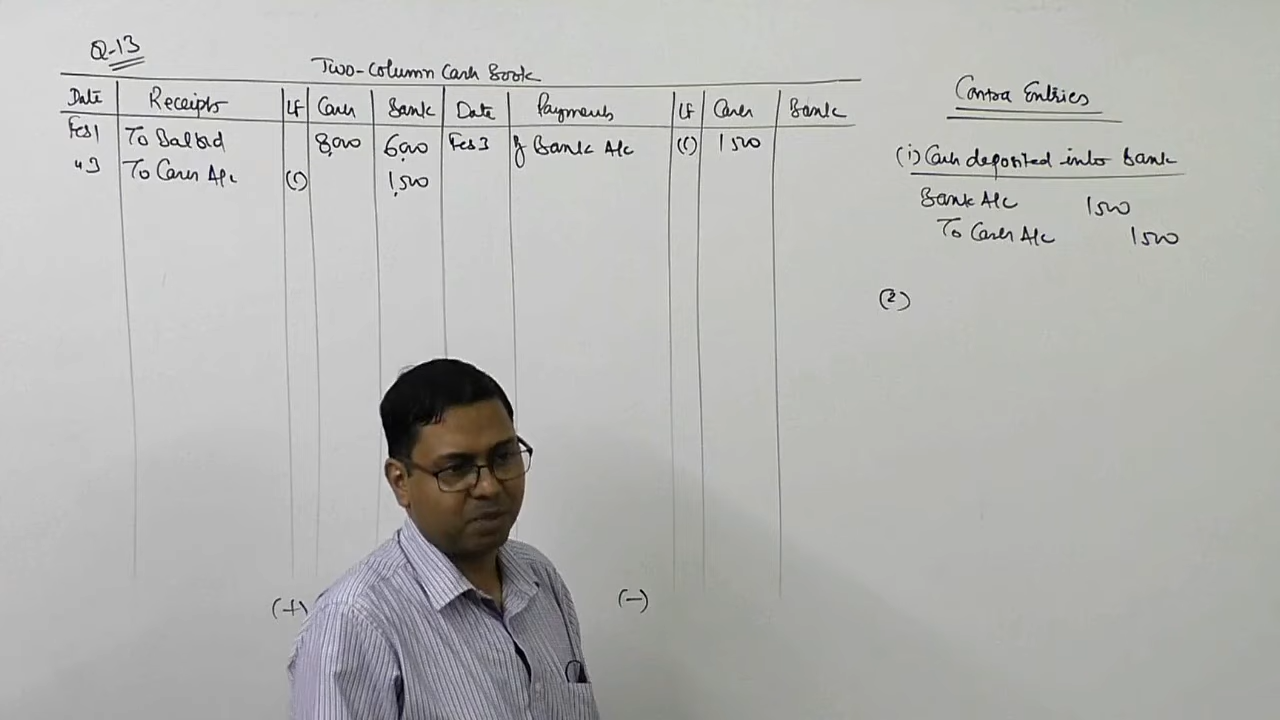 Q-13
Two-Column Cash Book
Date Receipts LF Cash Bank Date Payments LF Cash Bank
Feb 1 To Bal b/d 8,000 6,000 Feb 3 By Bank A/c (C) 1500
" 3 To Cash A/c (C) 1,500
(+) (-)
Contra Entries
(i) Cash deposited into Bank
Bank A/c 1500
To Cash A/c 1500
(2)